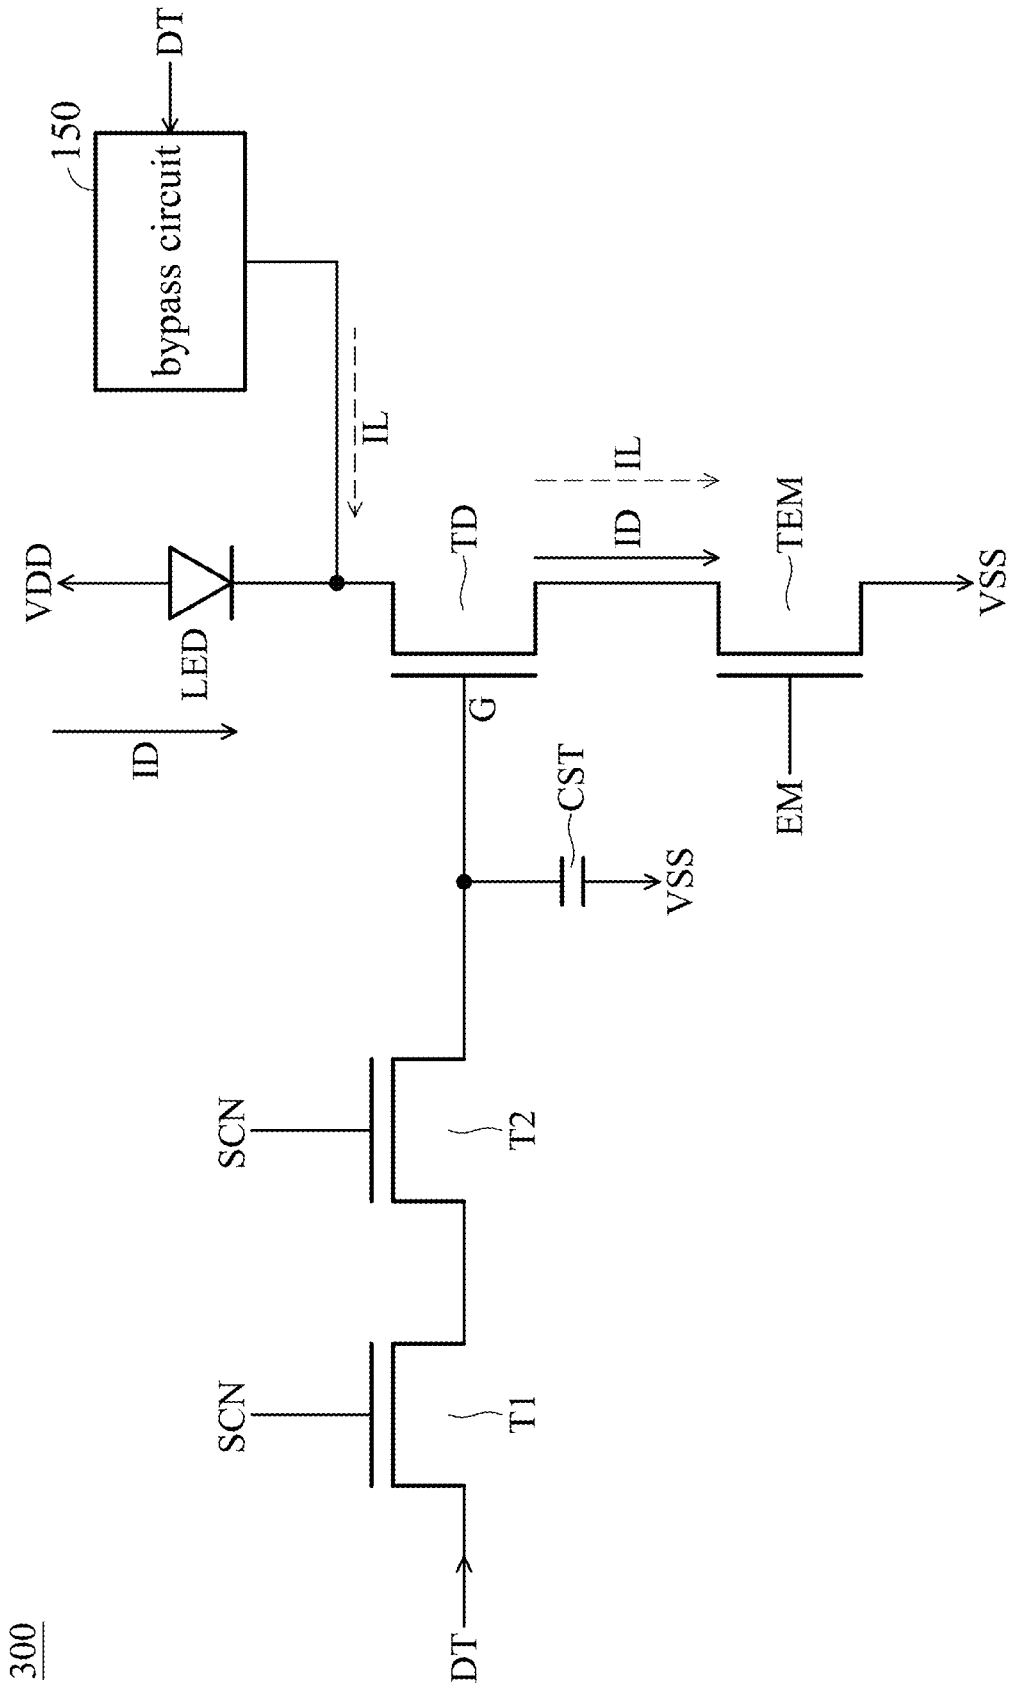 300
DT
SCN
T1
SCN
T2
CST
VSS
G
ID
VDD
LED
IL
bypass circuit
150
DT
TD
ID
IL
EM
TEM
VSS